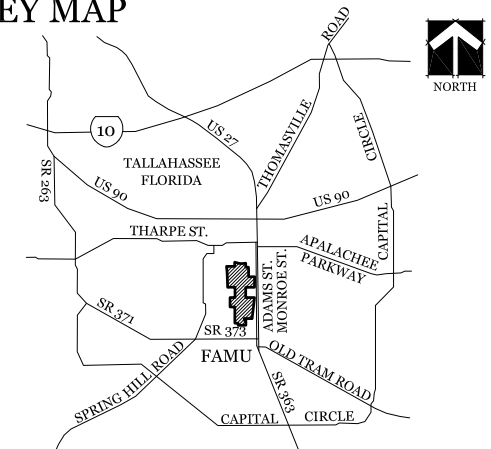 EY MAP
ROAD
NORTH
10
US 27
THOMASVILLE
CIRCLE
TALLAHASSEE
FLORIDA
SR 263
US 90
US 90
THARPE ST.
CAPITAL
APALACHEE
PARKWAY
ADAMS ST.
MONROE ST.
SR 371
SR 373
FAMU
OLD TRAM ROAD
SPRING HILL ROAD
SR 363
CAPITAL CIRCLE